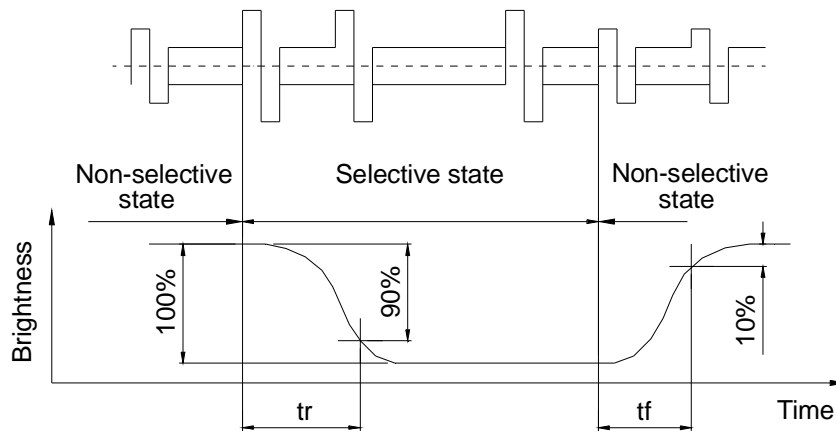 Non-selective
state
Selective state
Non-selective
state
Brightness
100%
90%
10%
tr
tf
Time